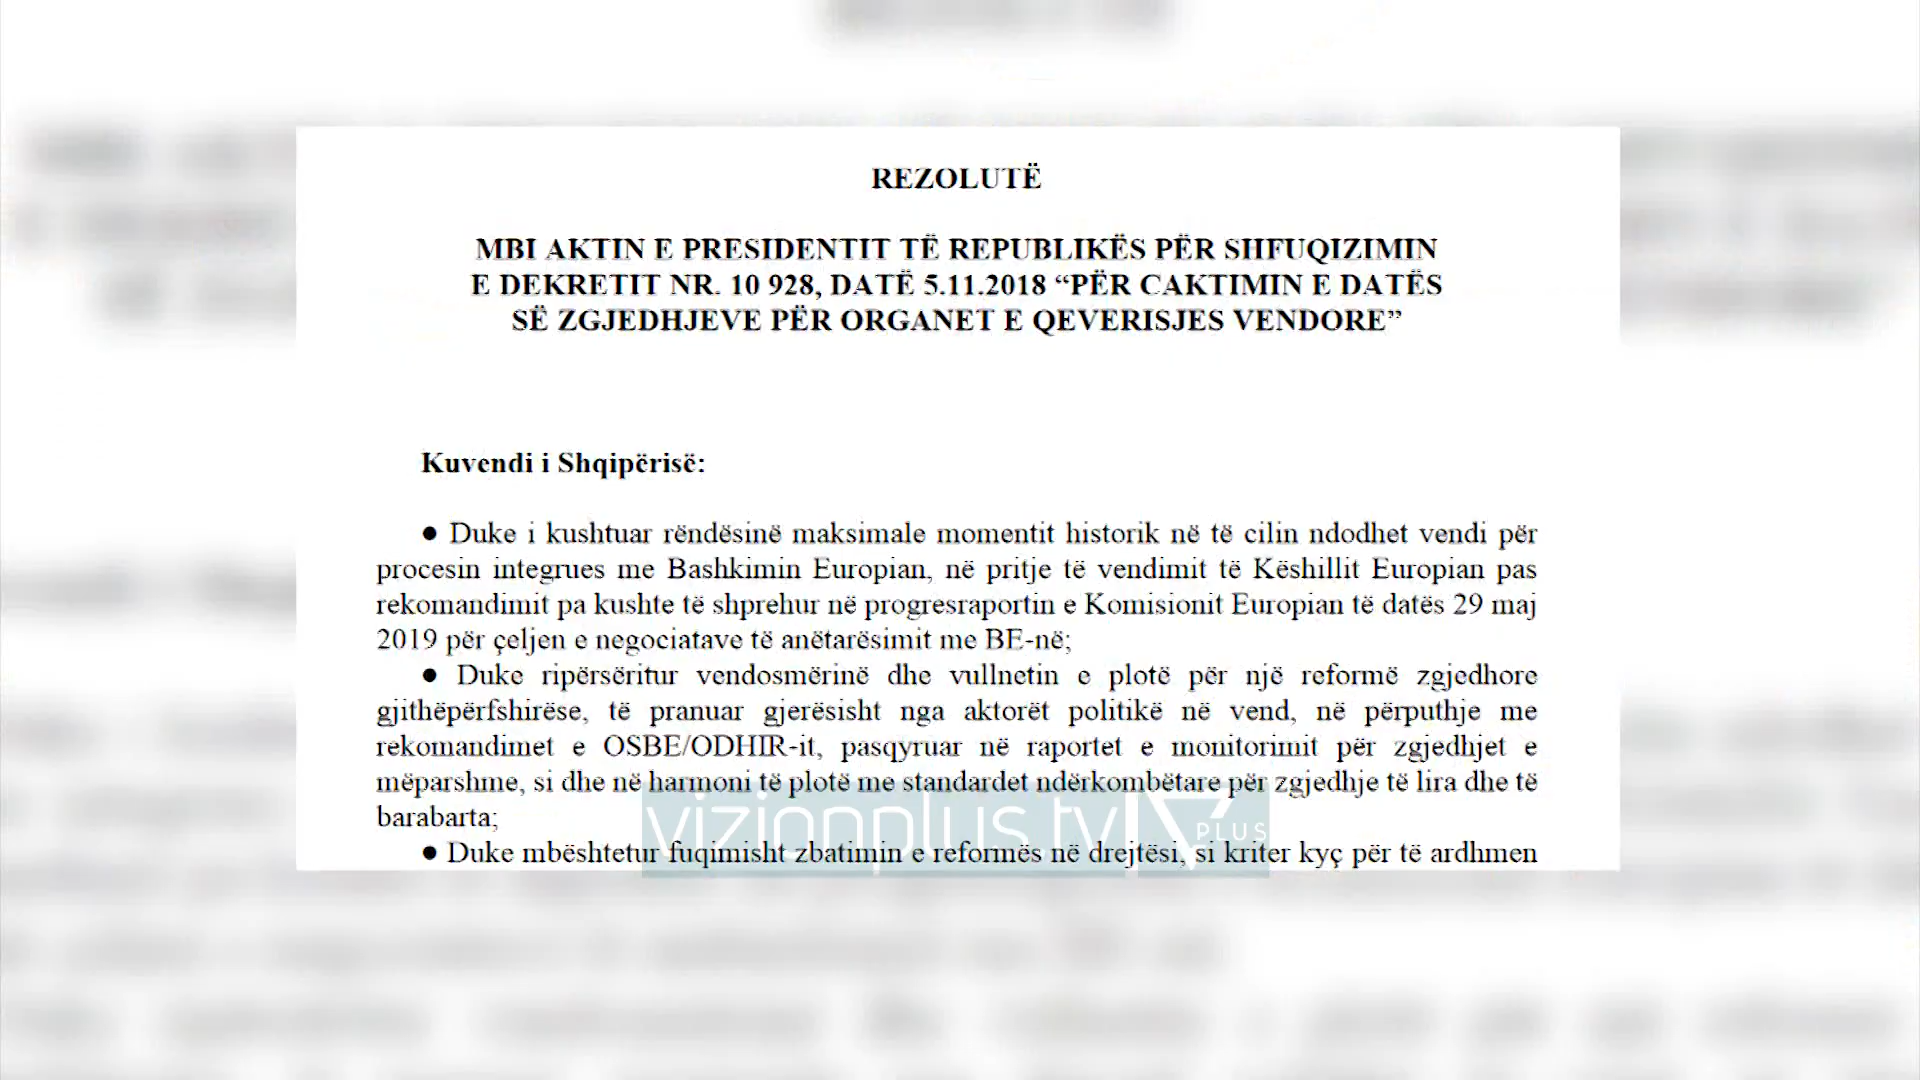 REZOLUTË
MBI AKTIN E PRESIDENTIT TË REPUBLIKËS PËR SHFUQIZIMIN
E DEKRETIT NR. 10 928, DATË 5.11.2018 “PËR CAKTIMIN E DATËS
SË ZGJEDHJEVE PËR ORGANET E QEVERISJES VENDORE”
Kuvendi i Shqipërisë:
● Duke i kushtuar rëndësinë maksimale momentit historik në të cilin ndodhet vendi për
procesin integrues me Bashkimin Europian, në pritje të vendimit të Këshillit Europian pas
rekomandimit pa kushte të shprehur në progresraportin e Komisionit Europian të datës 29 maj
2019 për çeljen e negociatave të anëtarësimit me BE-në;
● Duke ripërsëritur vendosmërinë dhe vullnetin e plotë për një reformë zgjedhore
gjithëpërfshirëse, të pranuar gjerësisht nga aktorët politikë në vend, në përputhje me
rekomandimet e OSBE/ODHIR-it, pasqyruar në raportet e monitorimit për zgjedhjet e
mëparshme, si dhe në harmoni të plotë me standardet ndërkombëtare për zgjedhje të lira dhe të
barabarta;
vizionplus.tv PLUS
● Duke mbështetur fuqimisht zbatimin e reformës në drejtësi, si kriter kyç për të ardhmen